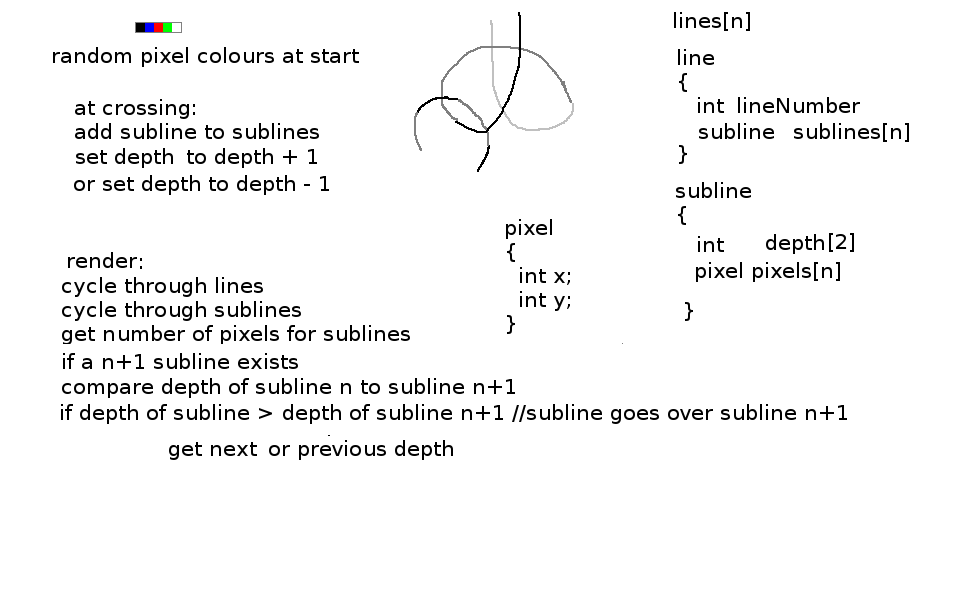 random pixel colours at start
at crossing:
add subline to sublines
set depth to depth + 1
or set depth to depth - 1
render:
cycle through lines
cycle through sublines
get number of pixels for sublines
if a n+1 subline exists
compare depth of subline n to subline n+1
if depth of subline > depth of subline n+1 //subline goes over subline n+1
get next or previous depth
pixel
{
int x;
int y;
}
lines[n]
line
{
int lineNumber
subline sublines[n]
}
subline
{
int depth[2]
pixel pixels[n]
}